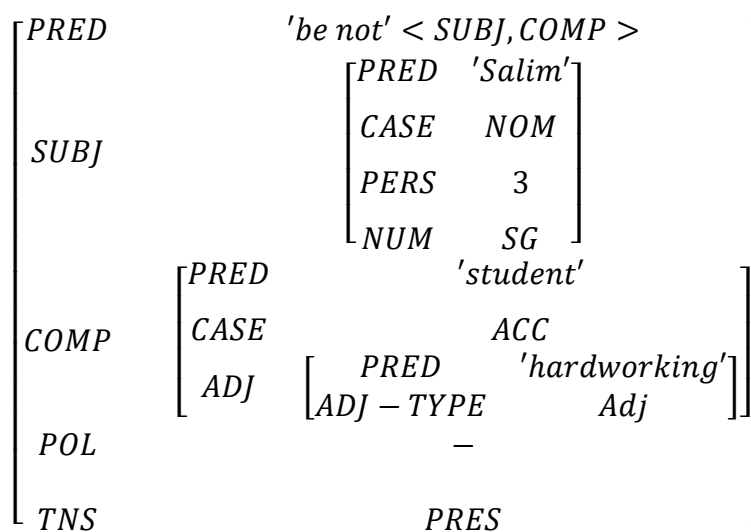 PRED 'be not' < SUBJ, COMP >
PRED 'Salim'
CASE NOM
SUBJ
PERS 3
NUM SG
PRED 'student'
COMP CASE ACC
PRED 'hardworking'
ADJ
ADJ − TYPE Adj
POL −
TNS PRES